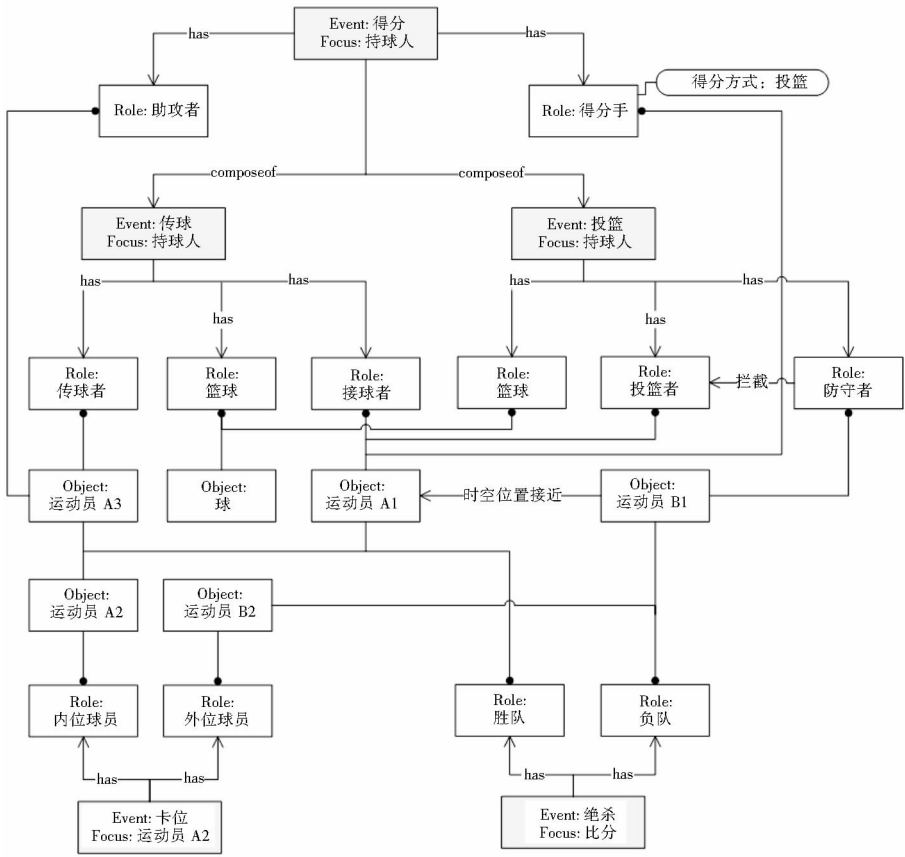 Event: 得分
Focus: 持球人
has
has
得分方式：投篮
Role: 助攻者
Role: 得分手
composeof
composeof
Event: 传球
Focus: 持球人
Event: 投篮
Focus: 持球人
has
has
has
has
has
has
Role:
传球者
Role:
篮球
Role:
接球者
Role:
篮球
Role:
投篮者
拦截
Role:
防守者
Object:
运动员 A3
Object:
球
Object:
运动员 A1
时空位置接近
Object:
运动员 B1
Object:
运动员 A2
Object:
运动员 B2
Role:
内位球员
Role:
外位球员
Role:
胜队
Role:
负队
has
has
has
has
Event: 卡位
Focus: 运动员 A2
Event: 绝杀
Focus: 比分